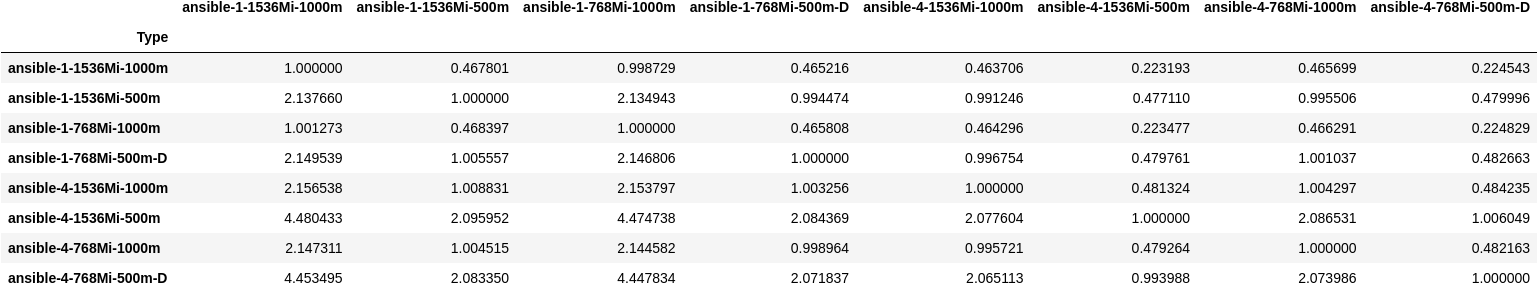 ansible-1-1536Mi-1000m ansible-1-1536Mi-500m ansible-1-768Mi-1000m ansible-1-768Mi-500m-D ansible-4-1536Mi-1000m ansible-4-1536Mi-500m ansible-4-768Mi-1000m ansible-4-768Mi-500m-D
Type
ansible-1-1536Mi-1000m 1.000000 0.467801 0.998729 0.465216 0.463706 0.223193 0.465699 0.224543
ansible-1-1536Mi-500m 2.137660 1.000000 2.134943 0.994474 0.991246 0.477110 0.995506 0.479996
ansible-1-768Mi-1000m 1.001273 0.468397 1.000000 0.465808 0.464296 0.223477 0.466291 0.224829
ansible-1-768Mi-500m-D 2.149539 1.005557 2.146806 1.000000 0.996754 0.479761 1.001037 0.482663
ansible-4-1536Mi-1000m 2.156538 1.008831 2.153797 1.003256 1.000000 0.481324 1.004297 0.484235
ansible-4-1536Mi-500m 4.480433 2.095952 4.474738 2.084369 2.077604 1.000000 2.086531 1.006049
ansible-4-768Mi-1000m 2.147311 1.004515 2.144582 0.998964 0.995721 0.479264 1.000000 0.482163
ansible-4-768Mi-500m-D 4.453495 2.083350 4.447834 2.071837 2.065113 0.993988 2.073986 1.000000